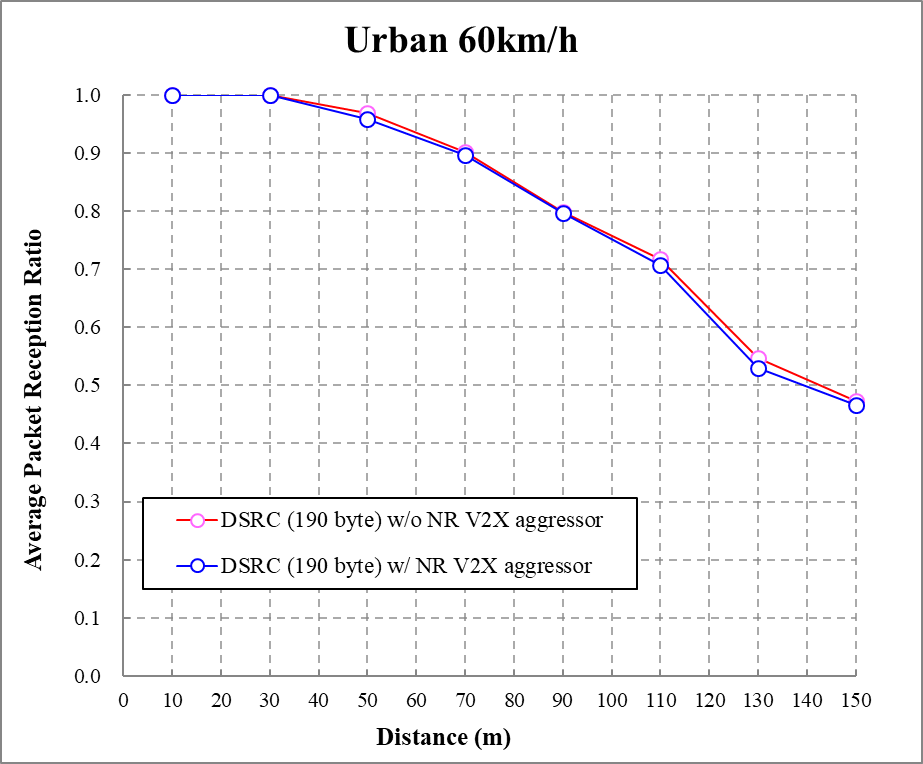 Urban 60km/h
1.0
0.9
0.8
0.7
0.6
0.5
0.4
0.3
0.2
0.1
0.0
Average Packet Reception Ratio
DSRC (190 byte) w/o NR V2X aggressor
DSRC (190 byte) w/ NR V2X aggressor
0 10 20 30 40 50 60 70 80 90 100 110 120 130 140 150
Distance (m)